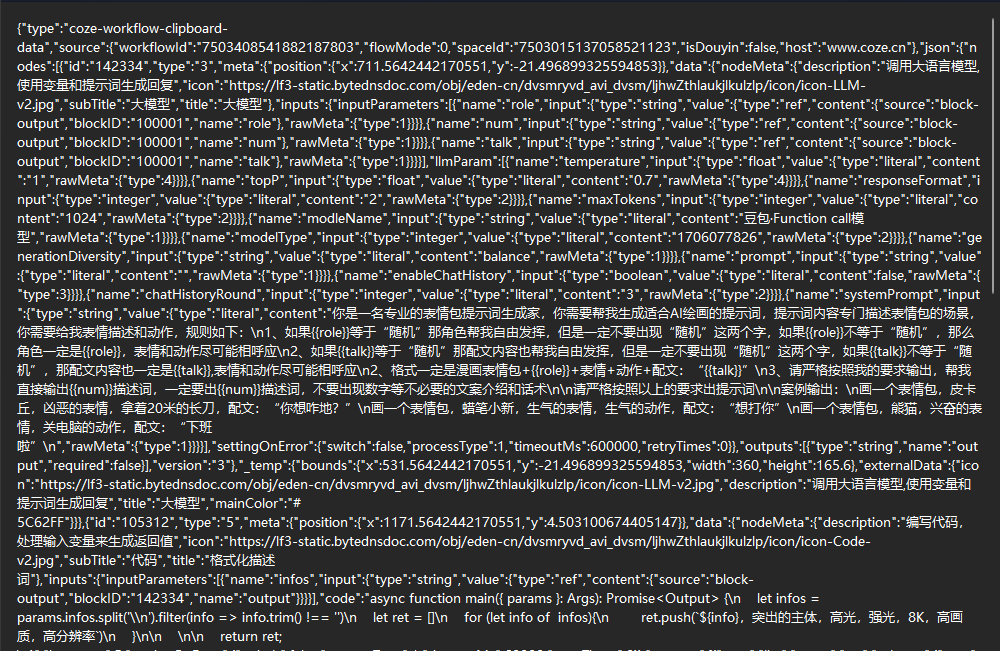 {"type":"coze-workflow-clipboard-
data","source":{"workflowId":"7503408541882187803","flowMode":0,"spaceId":"7503015137058521123","isDouyin":false,"host":"www.coze.cn"},"json":{"n
odes":[{"id":"142334","type":"3","meta":{"position":{"x":711.5642442170551,"y":-21.496899325594853}},"data":{"nodeMeta":{"description":"调用大语言模型,
使用变量和提示词生成回复","icon":"https://lf3-static.bytednsdoc.com/obj/eden-cn/dvsmryvd_avi_dvsm/ljhwZthlaukjlkulzlp/icon/icon-LLM-
v2.jpg","subTitle":"大模型","title":"大模型"},"inputs":{"inputParameters":[{"name":"role","input":{"type":"string","value":{"type":"ref","content":{"source":"block-
output","blockID":"100001","name":"role"},"rawMeta":{"type":1}}}},{"name":"num","input":{"type":"string","value":{"type":"ref","content":{"source":"block-
output","blockID":"100001","name":"num"},"rawMeta":{"type":1}}}},{"name":"talk","input":{"type":"string","value":{"type":"ref","content":{"source":"block-
output","blockID":"100001","name":"talk"},"rawMeta":{"type":1}}}}],"llmParam":[{"name":"temperature","input":{"type":"float","value":{"type":"literal","content
":"1","rawMeta":{"type":4}}}},{"name":"topP","input":{"type":"float","value":{"type":"literal","content":"0.7","rawMeta":{"type":4}}}},{"name":"responseFormat","i
nput":{"type":"integer","value":{"type":"literal","content":"2","rawMeta":{"type":2}}}},{"name":"maxTokens","input":{"type":"integer","value":{"type":"literal","co
ntent":"1024","rawMeta":{"type":2}}}},{"name":"modleName","input":{"type":"string","value":{"type":"literal","content":"豆包·Function call模
型","rawMeta":{"type":1}}}},{"name":"modelType","input":{"type":"integer","value":{"type":"literal","content":"1706077826","rawMeta":{"type":2}}}},{"name":"ge
nerationDiversity","input":{"type":"string","value":{"type":"literal","content":"balance","rawMeta":{"type":1}}}},{"name":"prompt","input":{"type":"string","value"
:{"type":"literal","content":"","rawMeta":{"type":1}}}},{"name":"enableChatHistory","input":{"type":"boolean","value":{"type":"literal","content":false,"rawMeta":{
"type":3}}}},{"name":"chatHistoryRound","input":{"type":"integer","value":{"type":"literal","content":"3","rawMeta":{"type":2}}}},{"name":"systemPrompt","input"
:{"type":"string","value":{"type":"literal","content":"你是一名专业的表情包提示词生成家，你需要帮我生成适合AI绘画的提示词，提示词内容专门描述表情包的场景，
你需要给我表情描述和动作，规则如下：\n1、如果{{role}}等于“随机”那角色帮我自由发挥，但是一定不要出现“随机”这两个字，如果{{role}}不等于“随机”，那么
角色一定是{{role}}，表情和动作尽可能相呼应\n2、如果{{talk}}等于“随机”那配文内容也帮我自由发挥，但是一定不要出现“随机”这两个字，如果{{talk}}不等于“随
机”，那配文内容也一定是{{talk}},表情和动作尽可能相呼应\n2、格式一定是漫画表情包+{{role}}+表情+动作+配文：“{{talk}}”\n3、请严格按照我的要求输出，帮我
直接输出{{num}}描述词，一定要出{{num}}描述词，不要出现数字等不必要的文案介绍和话术\n\n请严格按照以上的要求出提示词\n\n案例输出：\n画一个表情包，皮卡
丘，凶恶的表情，拿着20米的长刀，配文：“你想咋地？”\n画一个表情包，蜡笔小新，生气的表情，生气的动作，配文：“想打你”\n画一个表情包，熊猫，兴奋的表
情，关电脑的动作，配文：“下班
啦”\n","rawMeta":{"type":1}}}}],"settingOnError":{"switch":false,"processType":1,"timeoutMs":600000,"retryTimes":0}},"outputs":[{"type":"string","name":"out
put","required":false}],"version":"3"},"_temp":{"bounds":{"x":531.5642442170551,"y":-21.496899325594853,"width":360,"height":165.6},"externalData":{"ico
n":"https://lf3-static.bytednsdoc.com/obj/eden-cn/dvsmryvd_avi_dvsm/ljhwZthlaukjlkulzlp/icon/icon-LLM-v2.jpg","description":"调用大语言模型,使用变量和
提示词生成回复","title":"大模型","mainColor":"#
5C62FF"}}},{"id":"105312","type":"5","meta":{"position":{"x":1171.5642442170551,"y":4.503100674405147}},"data":{"nodeMeta":{"description":"编写代码，
处理输入变量来生成返回值","icon":"https://lf3-static.bytednsdoc.com/obj/eden-cn/dvsmryvd_avi_dvsm/ljhwZthlaukjlkulzlp/icon/icon-Code-
v2.jpg","subTitle":"代码","title":"格式化描述
词"},"inputs":{"inputParameters":[{"name":"infos","input":{"type":"string","value":{"type":"ref","content":{"source":"block-
output","blockID":"142334","name":"output"}}}}],"code":"async function main({ params }: Args): Promise<Output> {\n    let infos =
params.infos.split('\\n').filter(info => info.trim() !== '')\n    let ret = []\n    for (let info of  infos){\n        ret.push(`${info}，突出的主体，高光，强光，8K，高画
质，高分辨率`)\n    }\n\n    \n\n    return ret;